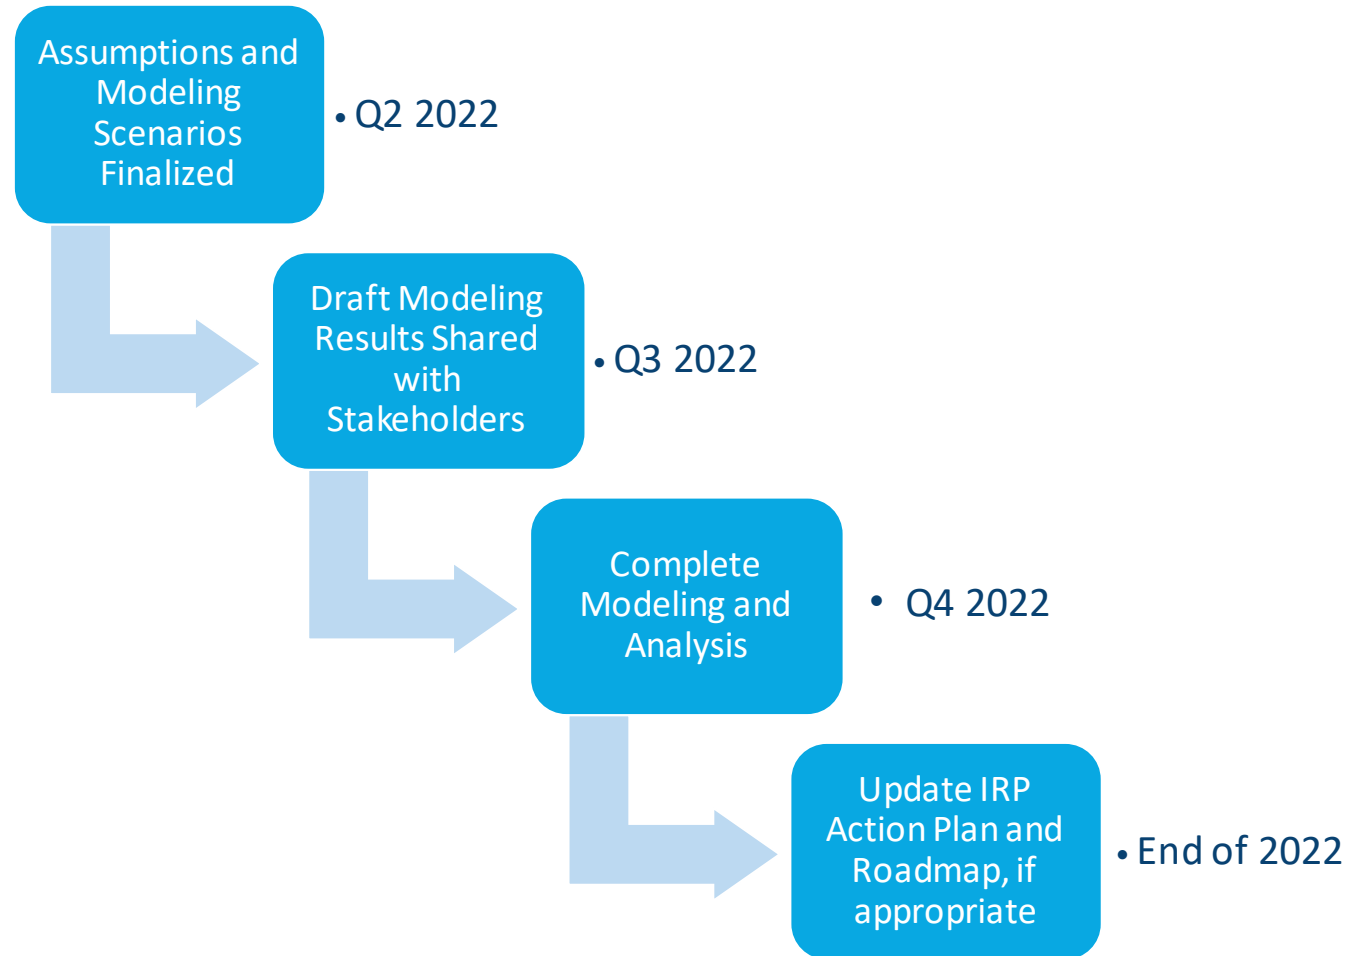 Assumptions and
Modeling
Scenarios
Finalized
• Q2 2022
Draft Modeling
Results Shared
with
Stakeholders
• Q3 2022
Complete
Modeling and
Analysis
• Q4 2022
Update IRP
Action Plan and
Roadmap, if
appropriate
• End of 2022